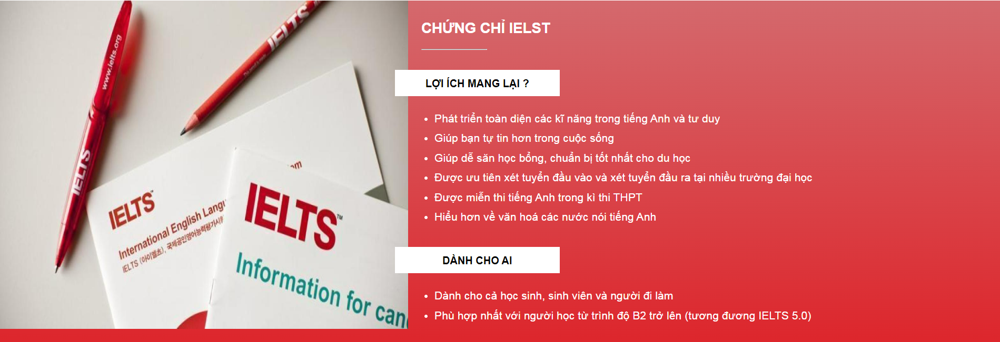 www.ielts.org
IELTS
IELTS
IELTS™
International English Langu
IELTS (아이엘츠), 국제공인영어능력평가시험
om
IELTS™
Information for can
CHỨNG CHỈ IELST
LỢI ÍCH MANG LẠI ?
• Phát triển toàn diện các kĩ năng trong tiếng Anh và tư duy
• Giúp bạn tự tin hơn trong cuộc sống
• Giúp dễ săn học bổng, chuẩn bị tốt nhất cho du học
• Được ưu tiên xét tuyển đầu vào và xét tuyển đầu ra tại nhiều trường đại học
• Được miễn thi tiếng Anh trong kì thi THPT
• Hiểu hơn về văn hoá các nước nói tiếng Anh
DÀNH CHO AI
• Dành cho cả học sinh, sinh viên và người đi làm
• Phù hợp nhất với người học từ trình độ B2 trở lên (tương đương IELTS 5.0)